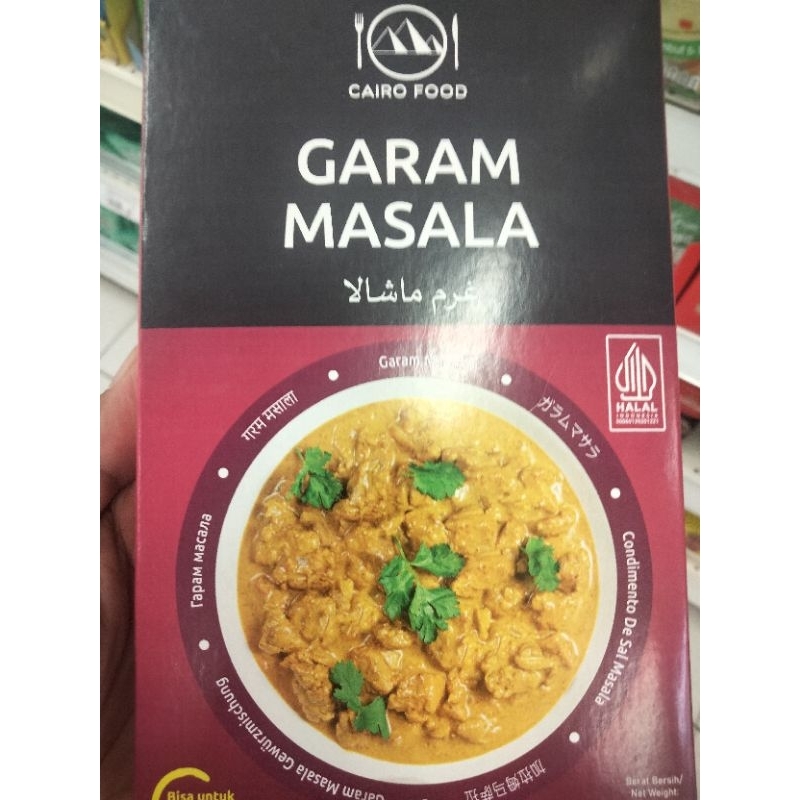 CAIRO FOOD
GARAM
MASALA
غرم ماشالا
Garam
ガラムマサラ
Condimento De Sal Masala
Garam Masala Gewürzmischung
Гарам масала
गरम मसाला
HALAL
INDONESIA
Bisa untuk
Berat Bersih/
Net Weight: